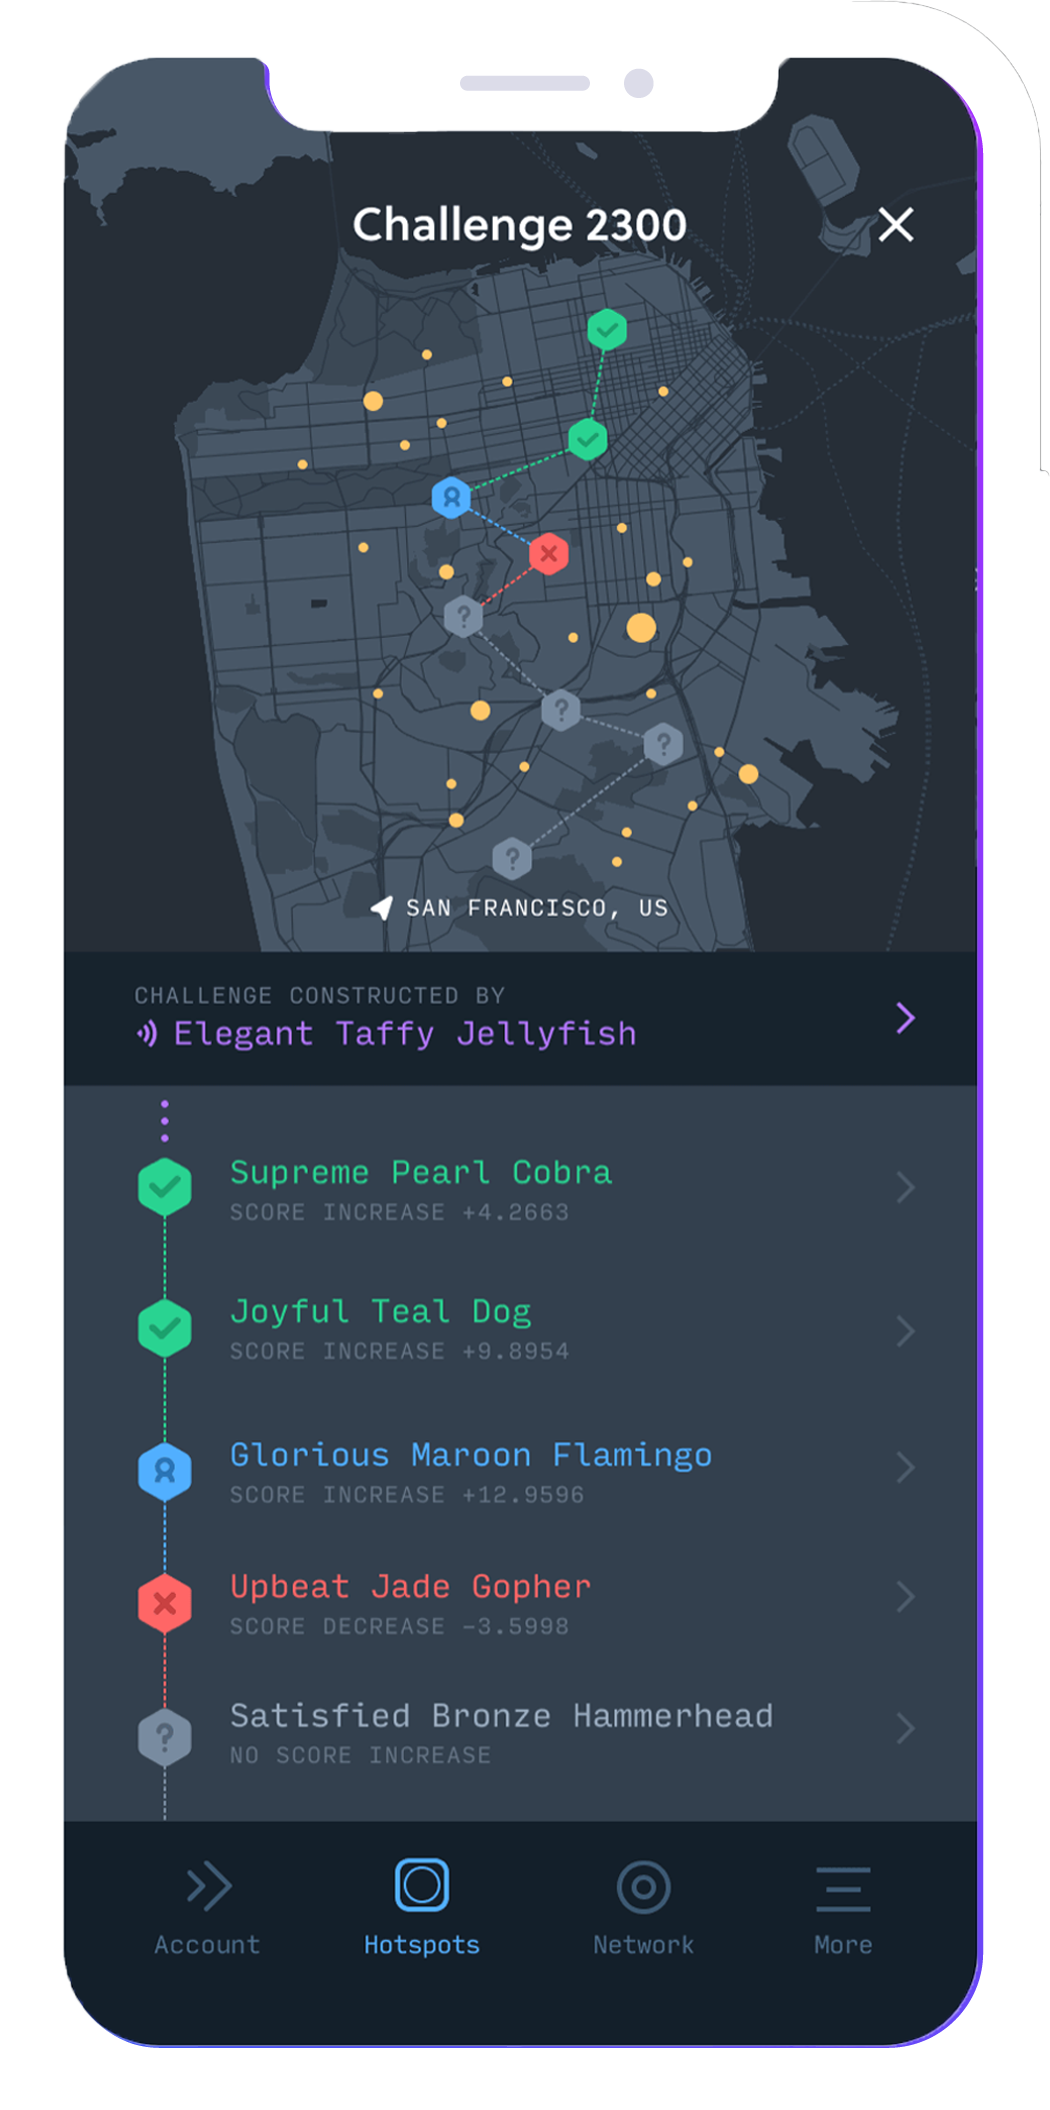 Challenge 2300
SAN FRANCISCO, US
CHALLENGE CONSTRUCTED BY
Elegant Taffy Jellyfish
Supreme Pearl Cobra
SCORE INCREASE +4.2663
Joyful Teal Dog
SCORE INCREASE +9.8954
Glorious Maroon Flamingo
SCORE INCREASE +12.9596
Upbeat Jade Gopher
SCORE DECREASE −3.5998
Satisfied Bronze Hammerhead
NO SCORE INCREASE
Account Hotspots Network More